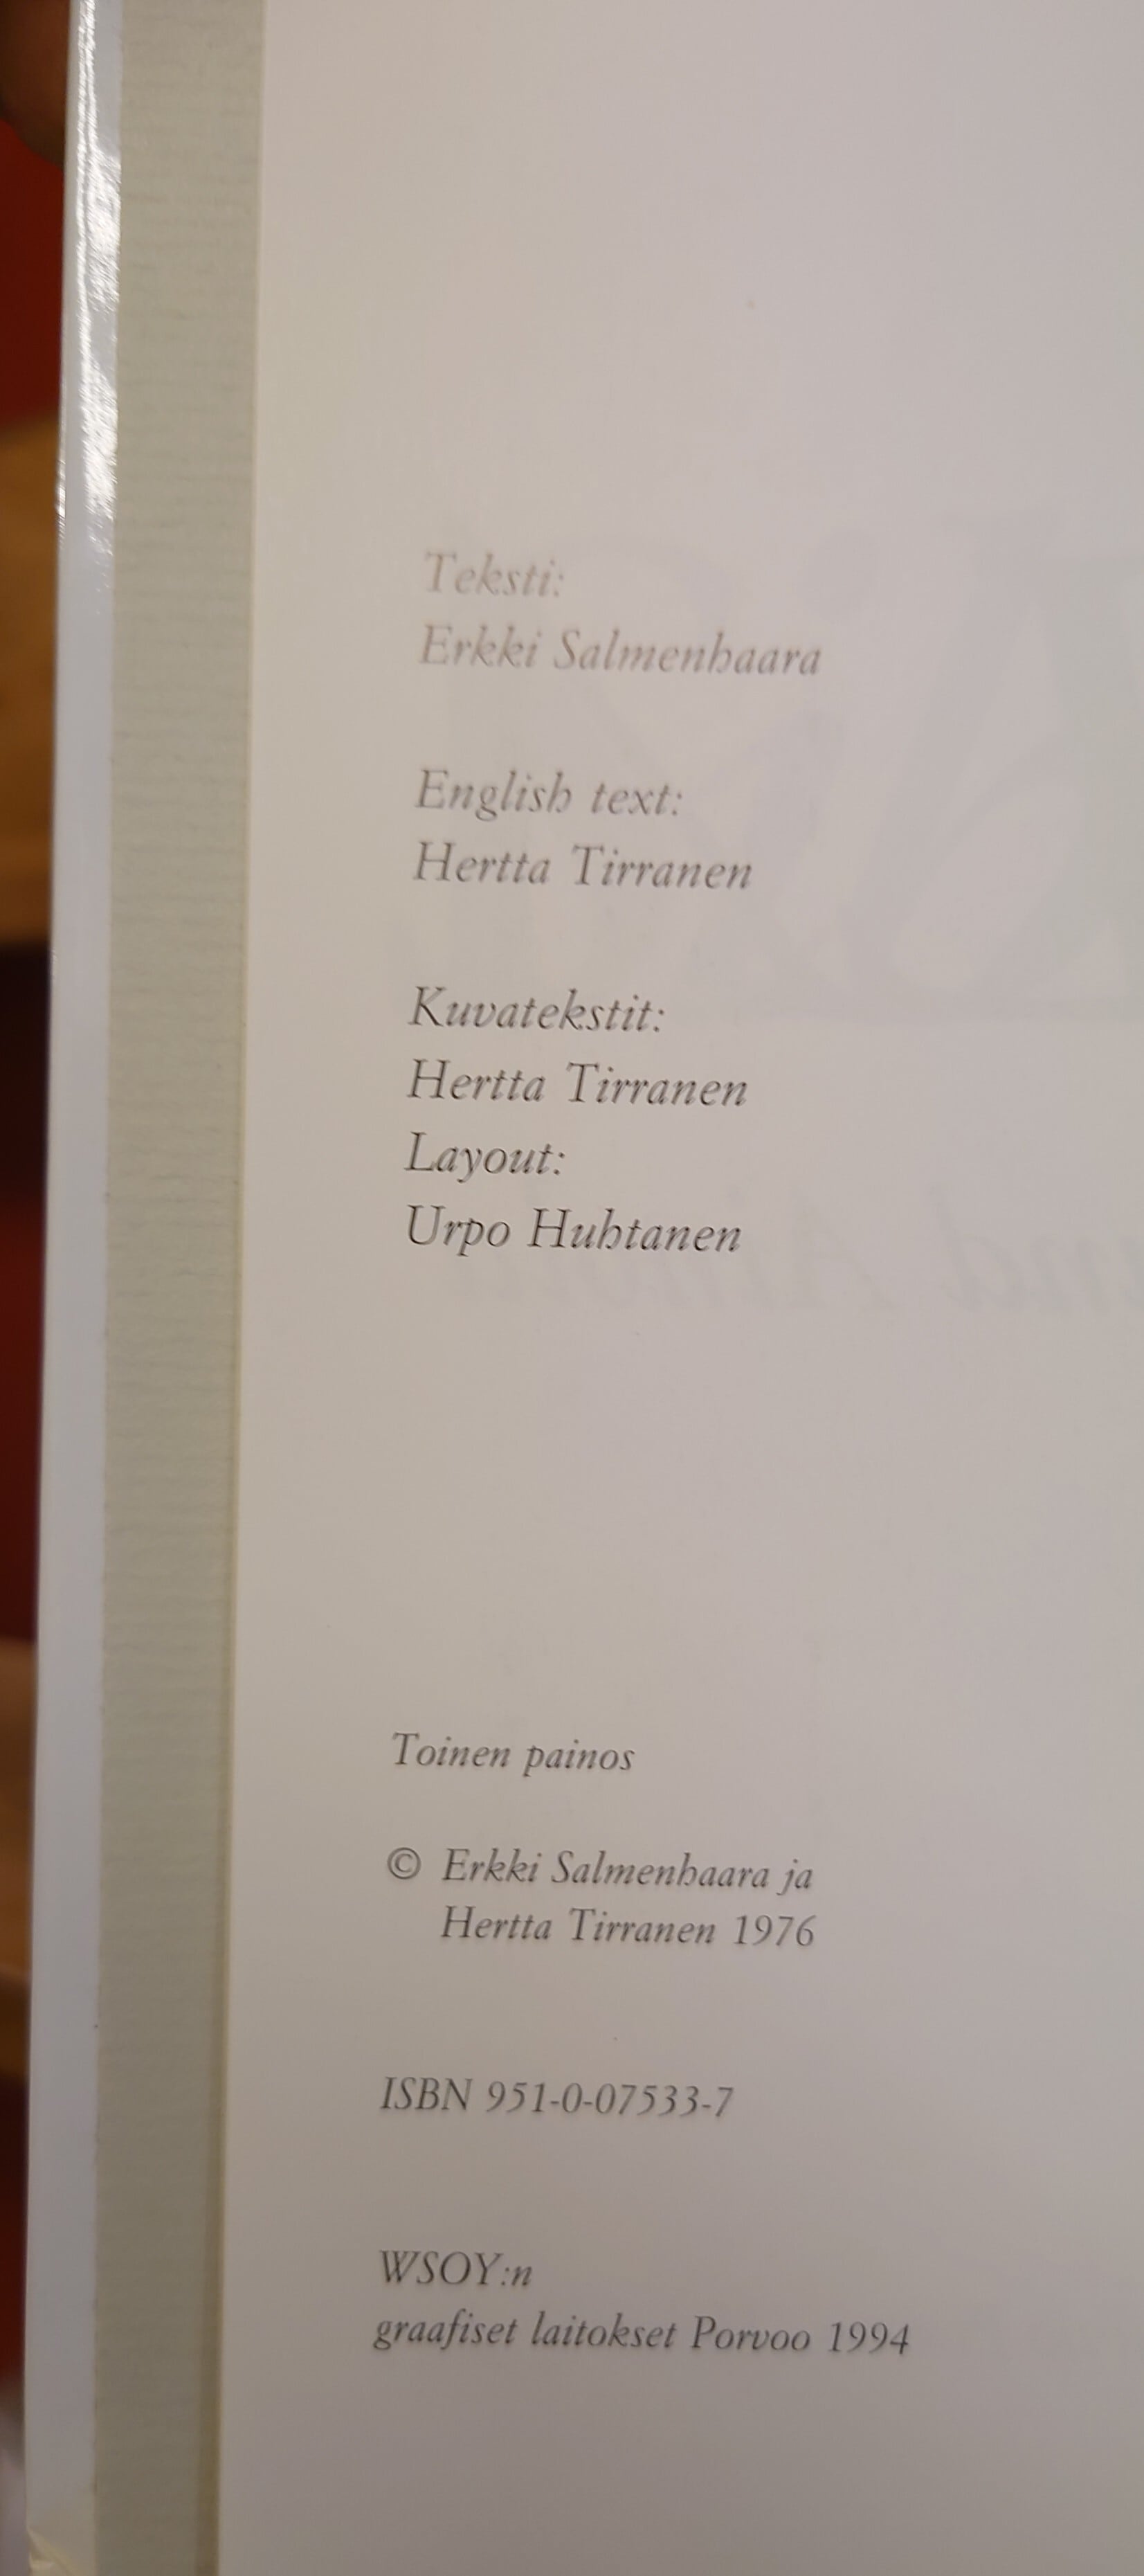 Teksti:
Erkki Salmenhaara
English text:
Hertta Tirranen
Kuvatekstit:
Hertta Tirranen
Layout:
Urpo Huhtanen
Toinen painos
© Erkki Salmenhaara ja
Hertta Tirranen 1976
ISBN 951-0-07533-7
WSOY:n
graafiset laitokset Porvoo 1994